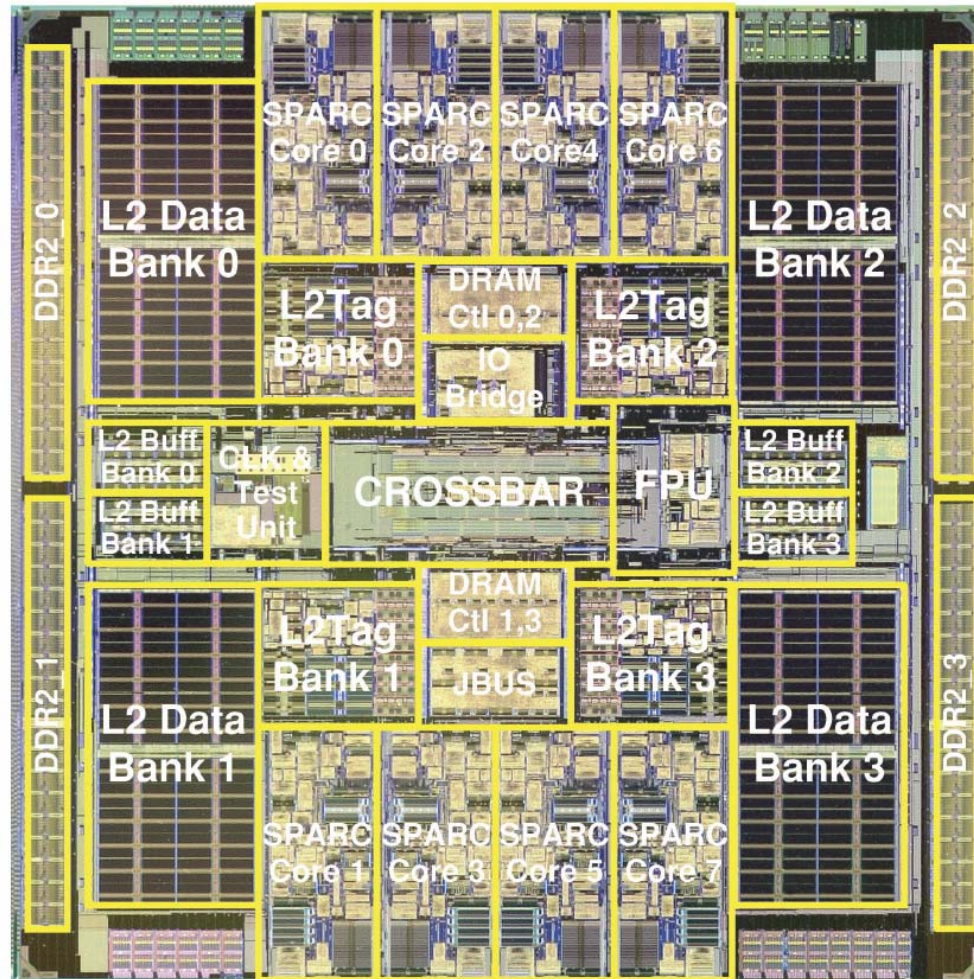 SPARC
Core 0
SPARC
Core 2
SPARC
Core4
SPARC
Core 6
DDR2_0
L2 Data
Bank 0
L2 Data
Bank 2
DDR2_2
L2Tag
Bank 0
DRAM
Ctl 0,2
L2Tag
Bank 2
IO
Bridge
L2 Buff
Bank 0
CLK &
Test
Unit
CROSSBAR
FPU
L2 Buff
Bank 2
L2 Buff
Bank 1
L2 Buff
Bank 3
DDR2_1
L2 Data
Bank 1
L2Tag
Bank 1
DRAM
Ctl 1,3
JBUS
L2Tag
Bank 3
L2 Data
Bank 3
DDR2_3
SPARC
Core 1
SPARC
Core 3
SPARC
Core 5
SPARC
Core 7